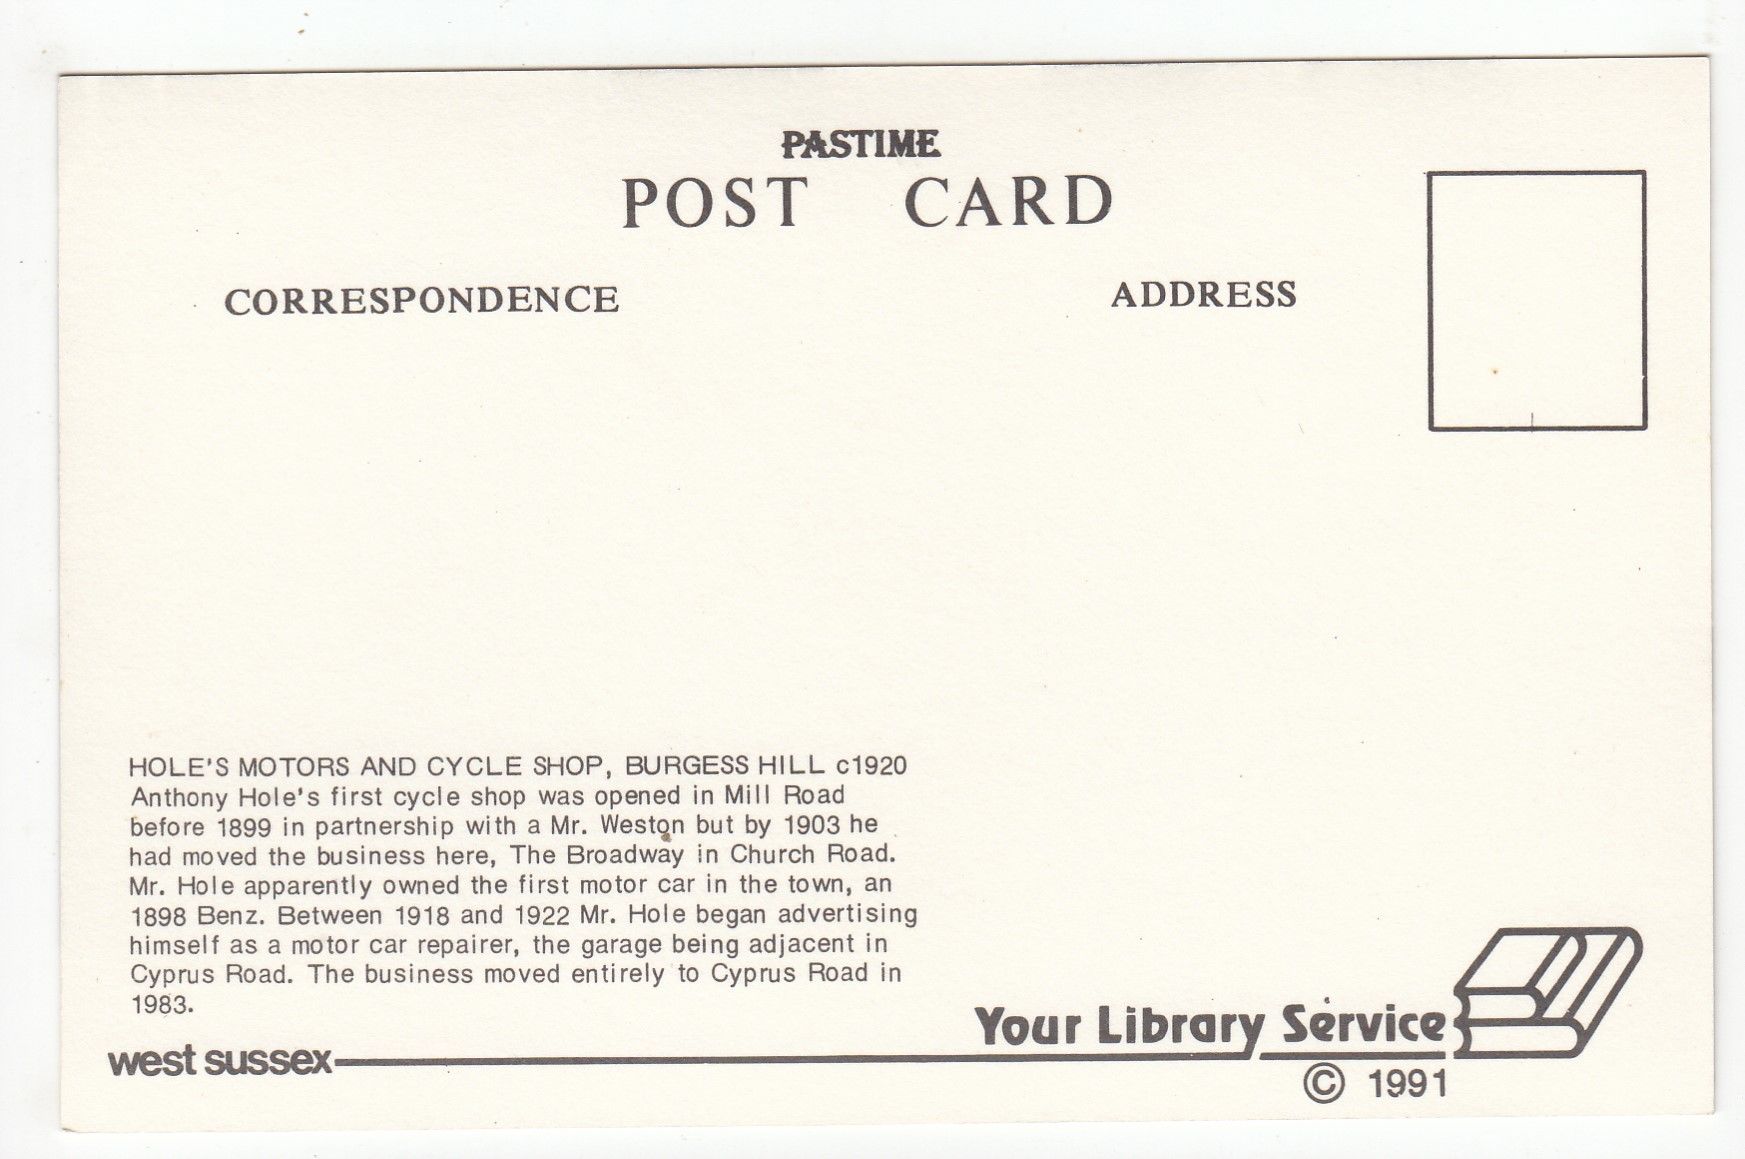 PASTIME
POST CARD
CORRESPONDENCE
ADDRESS
HOLE'S MOTORS AND CYCLE SHOP, BURGESS HILL c1920
Anthony Hole's first cycle shop was opened in Mill Road
before 1899 in partnership with a Mr. Weston but by 1903 he
had moved the business here, The Broadway in Church Road.
Mr. Hole apparently owned the first motor car in the town, an
1898 Benz. Between 1918 and 1922 Mr. Hole began advertising
himself as a motor car repairer, the garage being adjacent in
Cyprus Road. The business moved entirely to Cyprus Road in
1983.
Your Library Service
west sussex
© 1991